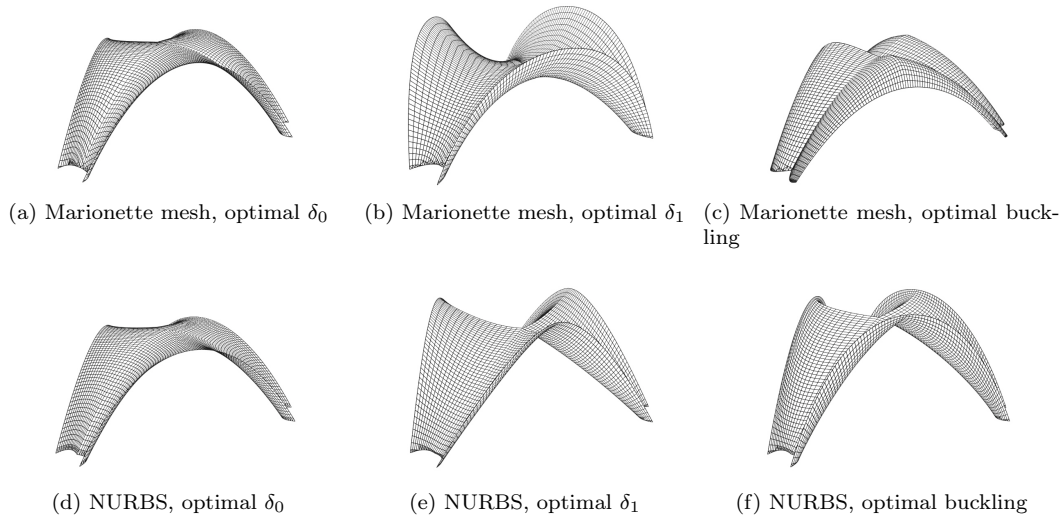 (a) Marionette mesh, optimal δ₀
(b) Marionette mesh, optimal δ₁
(c) Marionette mesh, optimal buck-
ling
(d) NURBS, optimal δ₀
(e) NURBS, optimal δ₁
(f) NURBS, optimal buckling